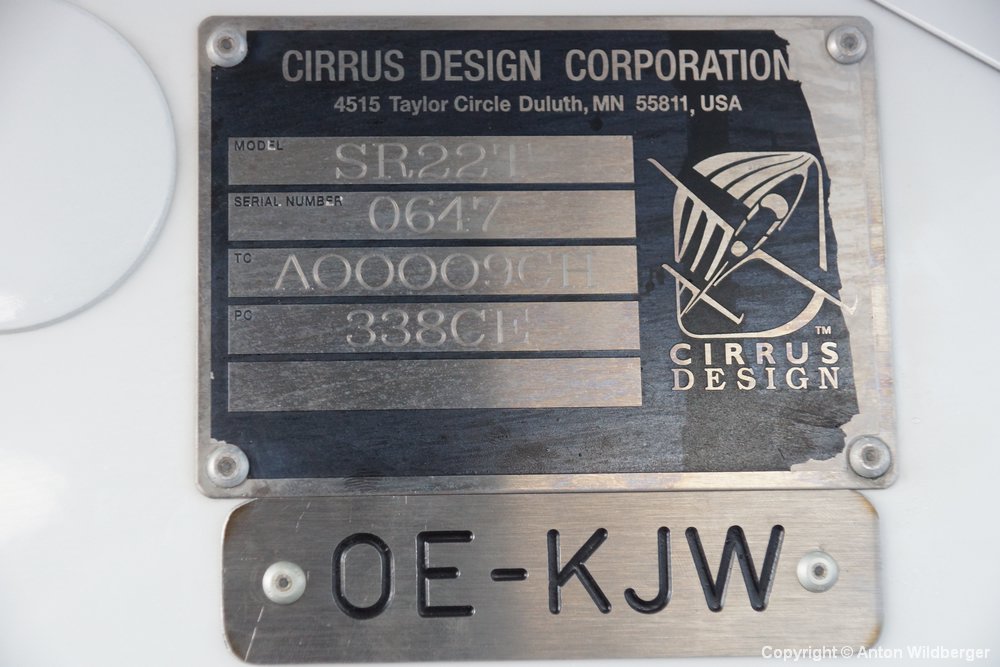 CIRRUS DESIGN CORPORATION
4515 Taylor Circle Duluth, MN 55811, USA
MODEL SR22T
SERIAL NUMBER 0647
TC A00009CH
PC 338CE
™
CIRRUS
DESIGN
OE-KJW
Copyright © Anton Wildberger